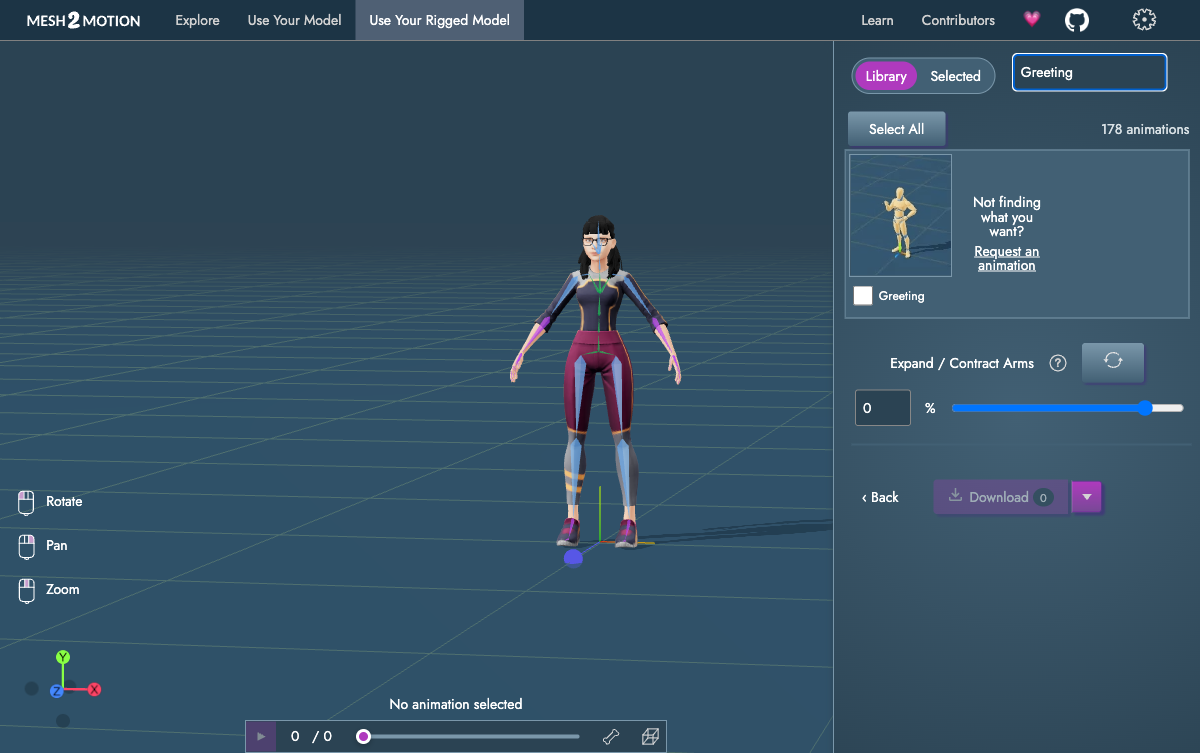 MESH2MOTION
Explore
Use Your Model
Use Your Rigged Model
Learn
Contributors
Library
Selected
Greeting
Select All
178 animations
Not finding
what you
want?
Request an
animation
Greeting
Expand / Contract Arms
?
0
%
‹ Back
Download 0
Rotate
Pan
Zoom
Y
Z
X
No animation selected
0 / 0